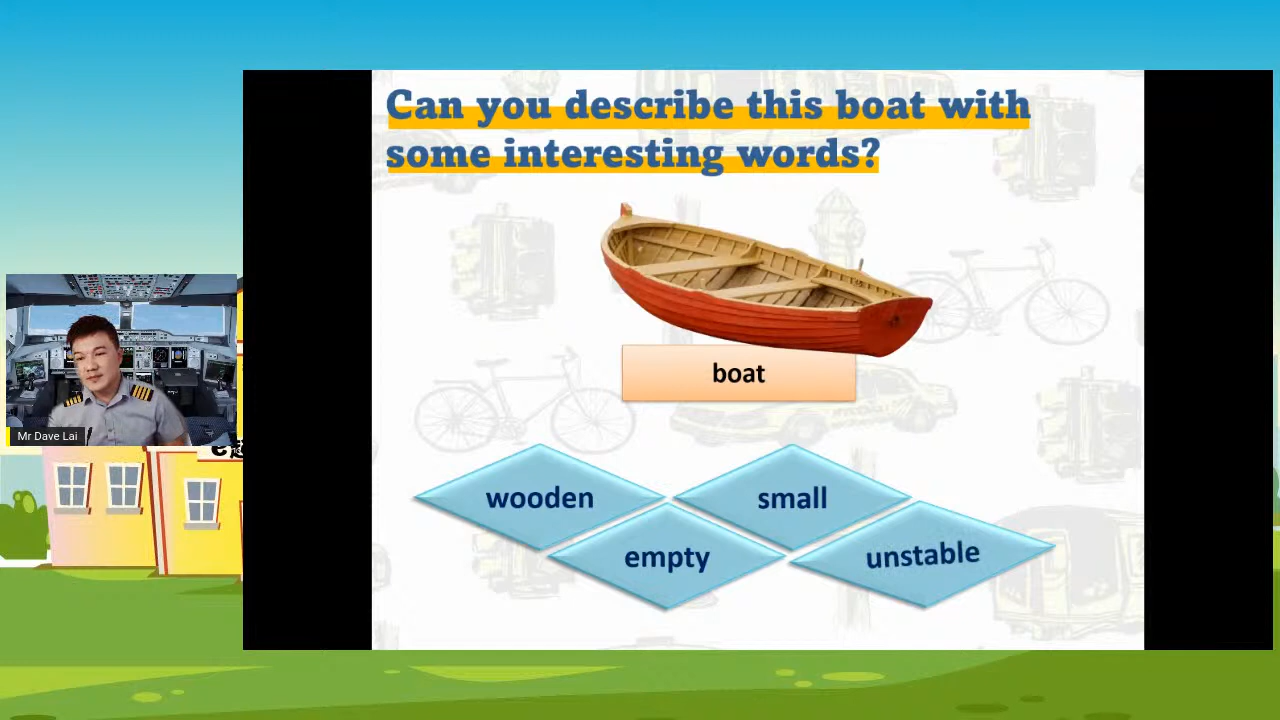 Can you describe this boat with
some interesting words?
boat
wooden
small
empty
unstable
Mr Dave Lai